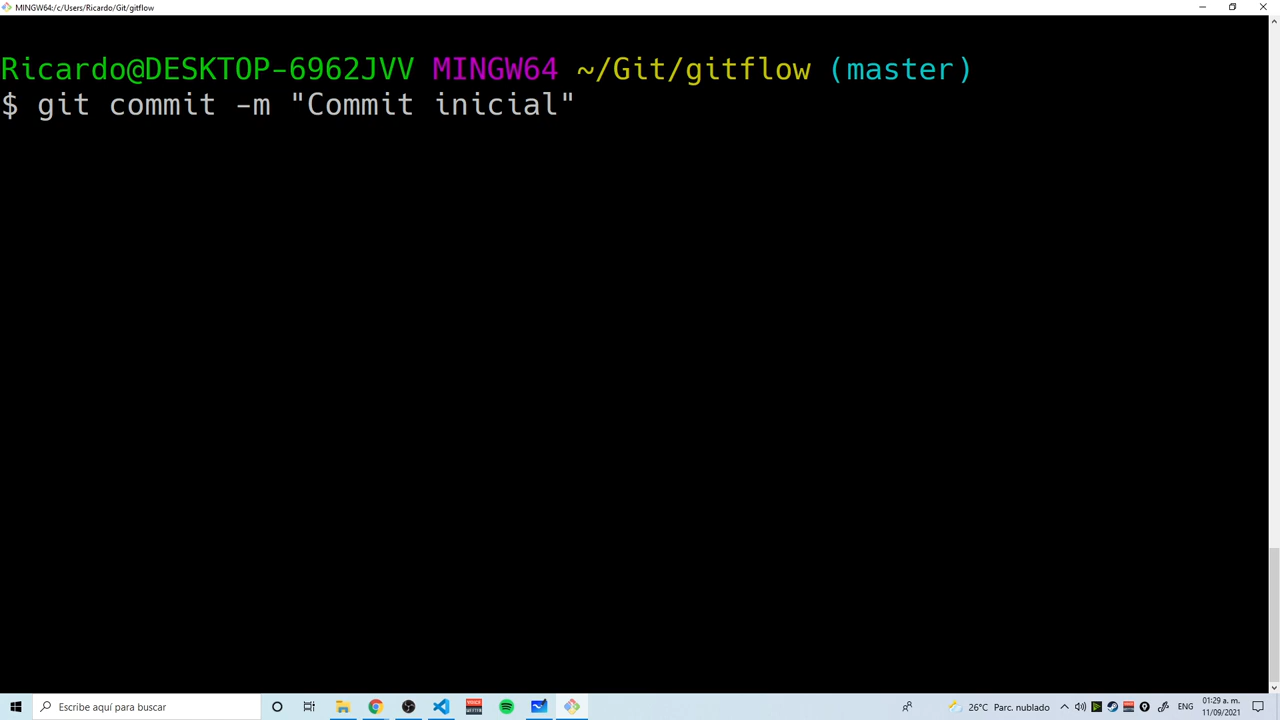 MINGW64:/c/Users/Ricardo/Git/gitflow
Ricardo@DESKTOP-6962JVV MINGW64 ~/Git/gitflow (master)
$ git commit -m "Commit inicial"
Escribe aquí para buscar
26°C Parc. nublado
ENG
01:29 a. m.
11/09/2021